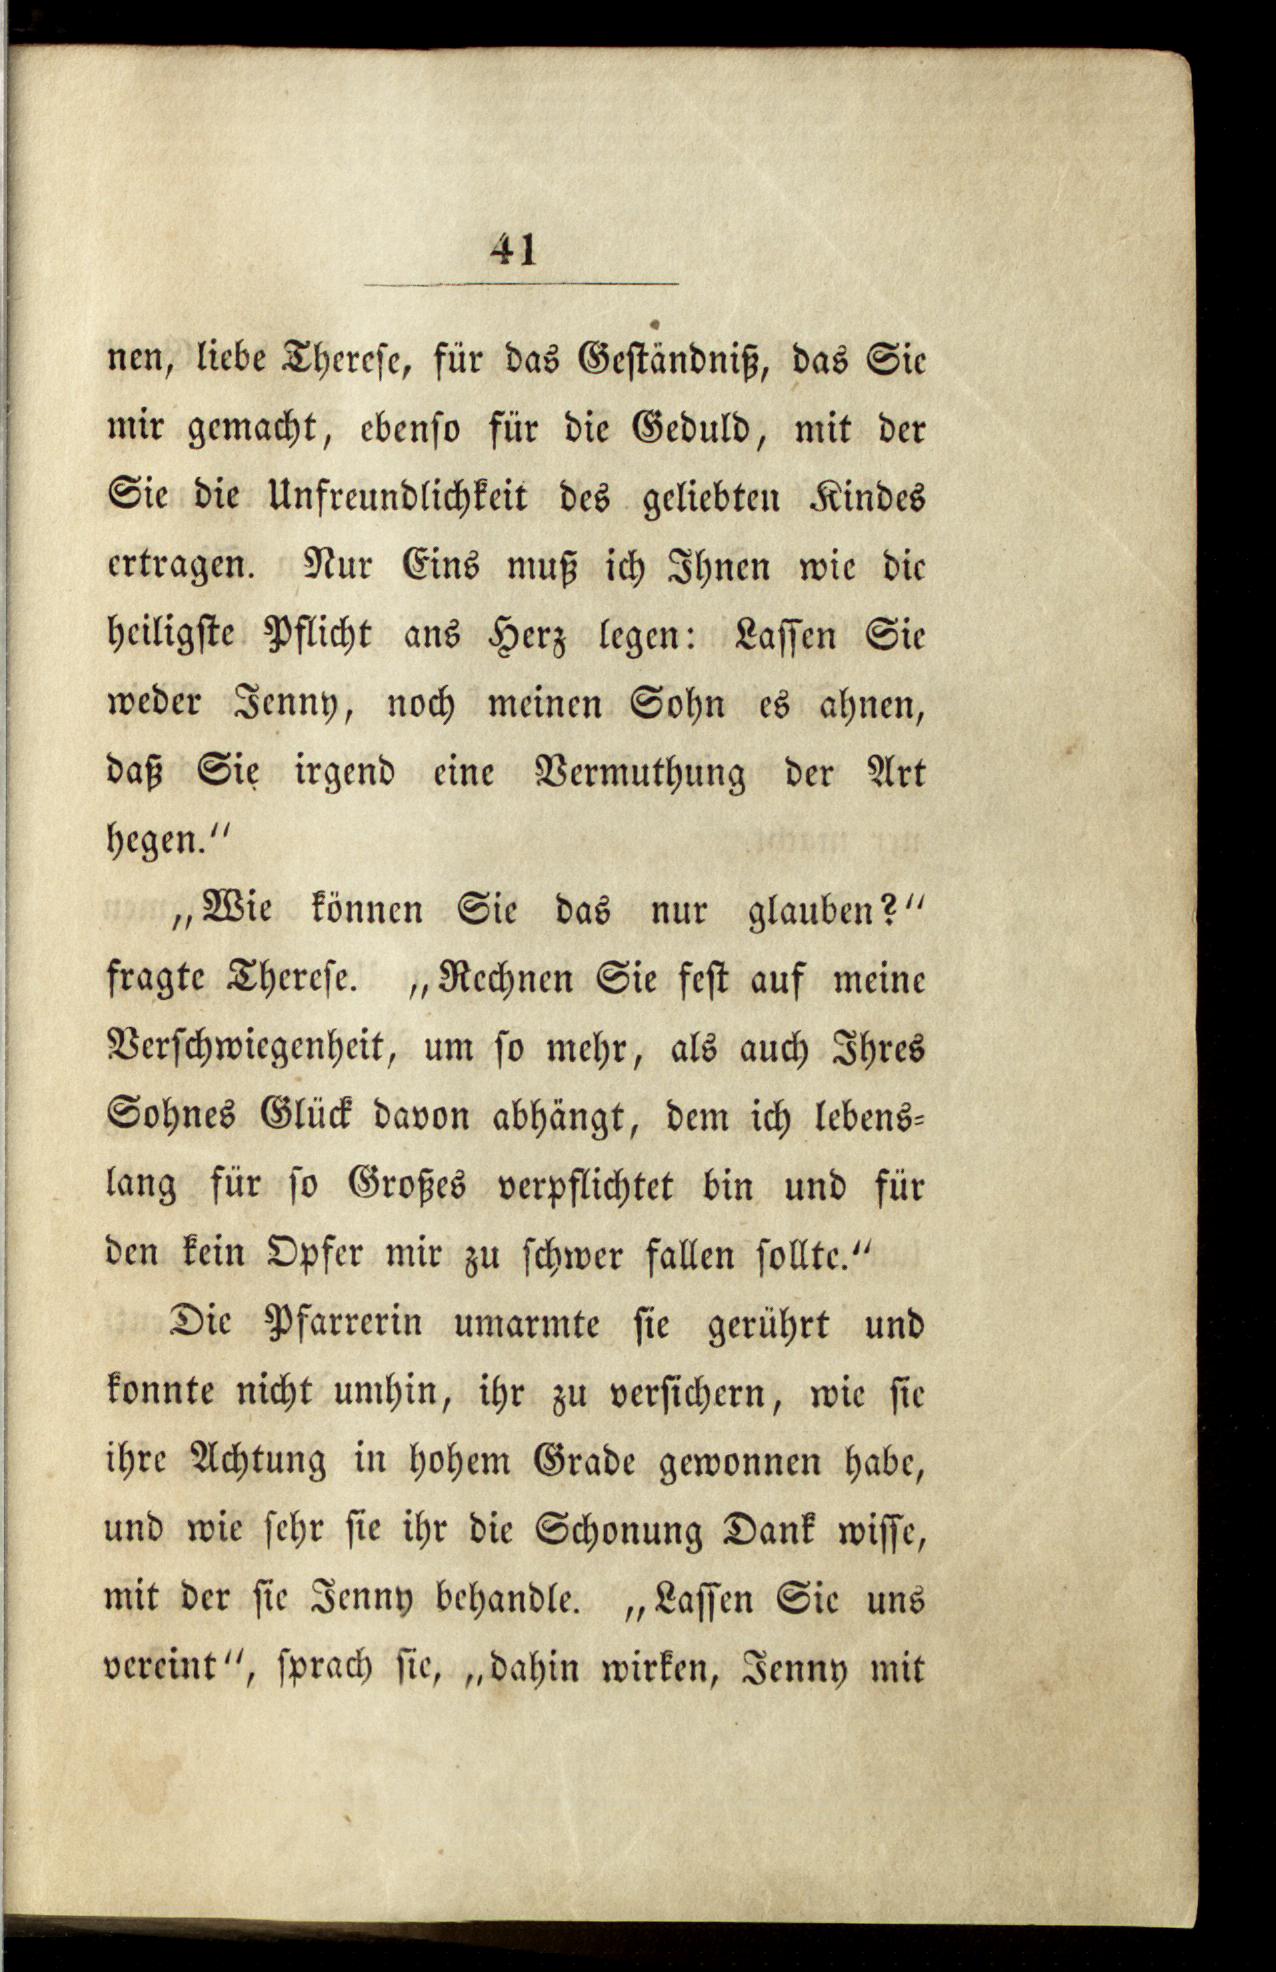 41
nen, liebe Therese, für das Geständniß, das Sie
mir gemacht, ebenso für die Geduld, mit der
Sie die Unfreundlichkeit des geliebten Kindes
ertragen. Nur Eins muß ich Ihnen wie die
heiligste Pflicht ans Herz legen: Lassen Sie
weder Jenny, noch meinen Sohn es ahnen,
daß Sie irgend eine Vermuthung der Art
hegen.“
„Wie können Sie das nur glauben?“
fragte Therese. „Rechnen Sie fest auf meine
Verschwiegenheit, um so mehr, als auch Ihres
Sohnes Glück davon abhängt, dem ich lebens-
lang für so Großes verpflichtet bin und für
den kein Opfer mir zu schwer fallen sollte.“
Die Pfarrerin umarmte sie gerührt und
konnte nicht umhin, ihr zu versichern, wie sie
ihre Achtung in hohem Grade gewonnen habe,
und wie sehr sie ihr die Schonung Dank wisse,
mit der sie Jenny behandle. „Lassen Sie uns
vereint“, sprach sie, „dahin wirken, Jenny mit